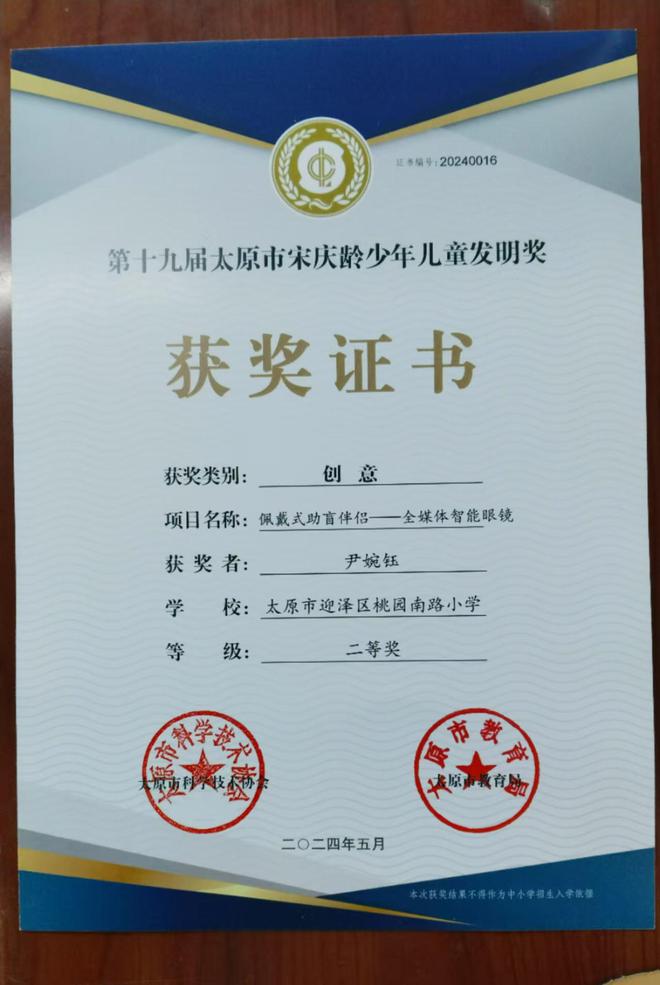 证书编号:20240016
第十九届太原市宋庆龄少年儿童发明奖
获奖证书
获奖类别: 创 意
项目名称: 佩戴式助盲伴侣——全媒体智能眼镜
获 奖 者: 尹婉钰
学 校: 太原市迎泽区桃园南路小学
等 级: 二等奖
太原市科学技术协会
太原市教育局
太原市科学技术协会
太原市教育局
二〇二四年五月
本次获奖结果不得作为中小学招生入学依据